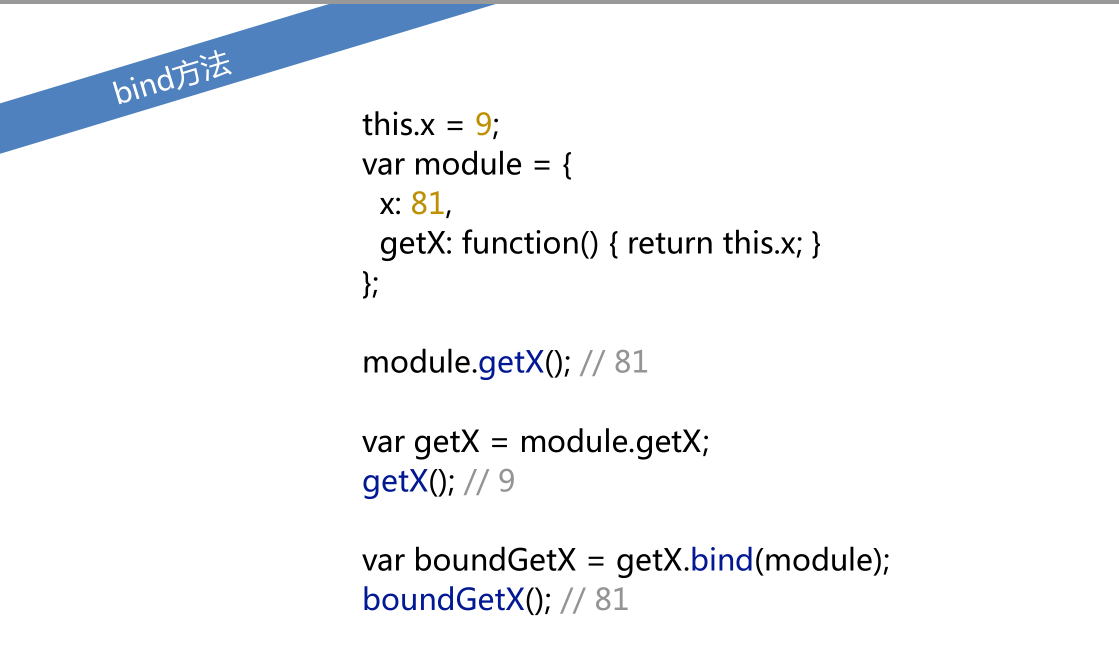 bind方法
this.x = 9;
var module = {
  x: 81,
  getX: function() { return this.x; }
};
module.getX(); // 81
var getX = module.getX;
getX(); // 9
var boundGetX = getX.bind(module);
boundGetX(); // 81